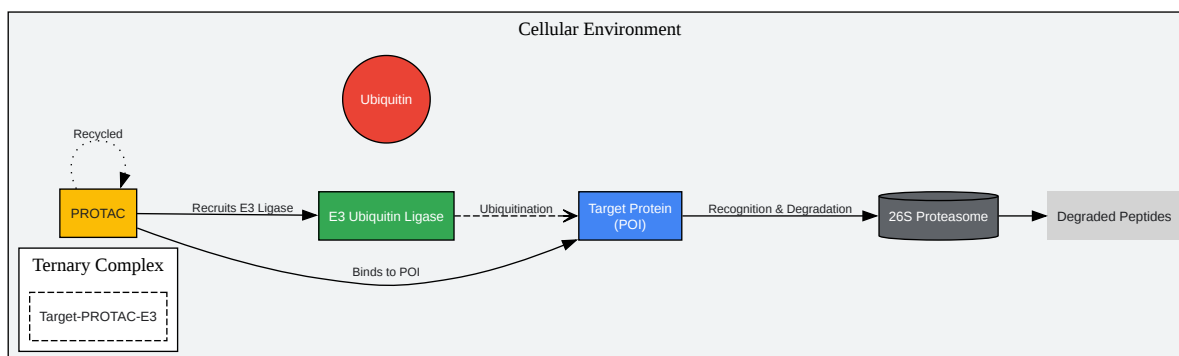 Cellular Environment
Ubiquitin
Recycled
PROTAC
Recruits E3 Ligase
E3 Ubiquitin Ligase
Ubiquitination
Target Protein
(POI)
Recognition & Degradation
26S Proteasome
Degraded Peptides
Binds to POI
Ternary Complex
Target-PROTAC-E3